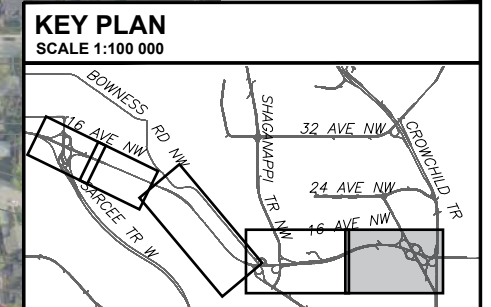 KEY PLAN
SCALE 1:100 000
BOWNESS RD NW
16 AVE NW
SARCEE TR W
SHAGANAPPI TR NW
32 AVE NW
CROWCHILD TR
24 AVE NW
16 AVE NW